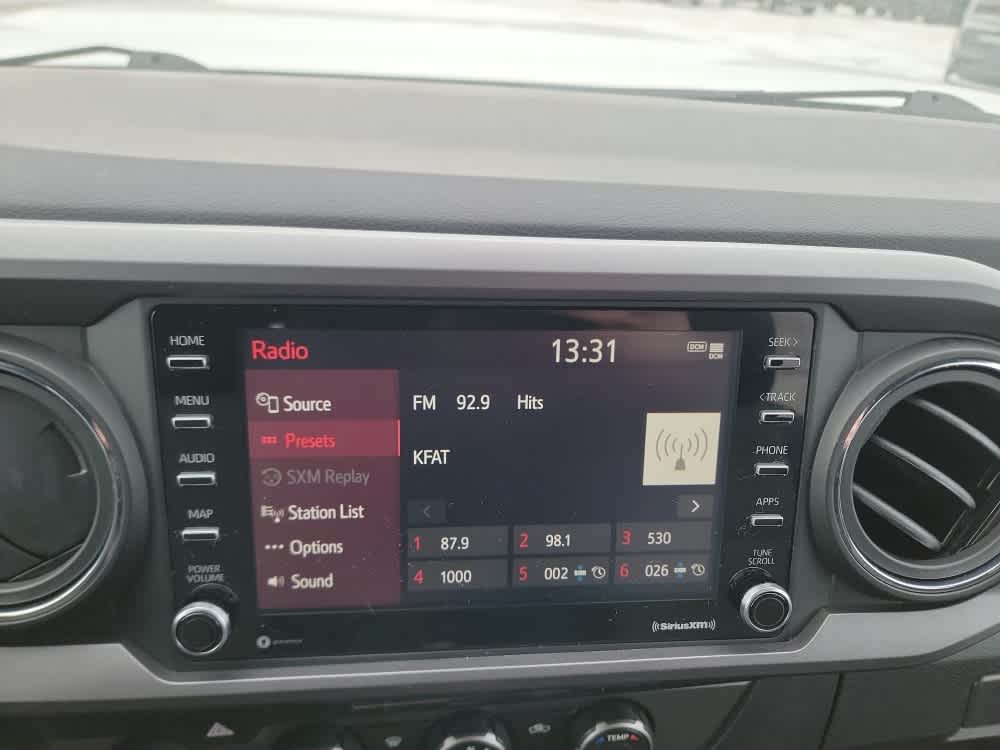 HOME
MENU
AUDIO
MAP
POWER
VOLUME
Radio
13:31
DCM
DCM
Source
Presets
SXM Replay
Station List
Options
Sound
FM 92.9 Hits
KFAT
1 87.9
2 98.1
3 530
4 1000
5 002
6 026
SEEK >
< TRACK
PHONE
APPS
TUNE
SCROLL
((SiriusXM))
TEMP